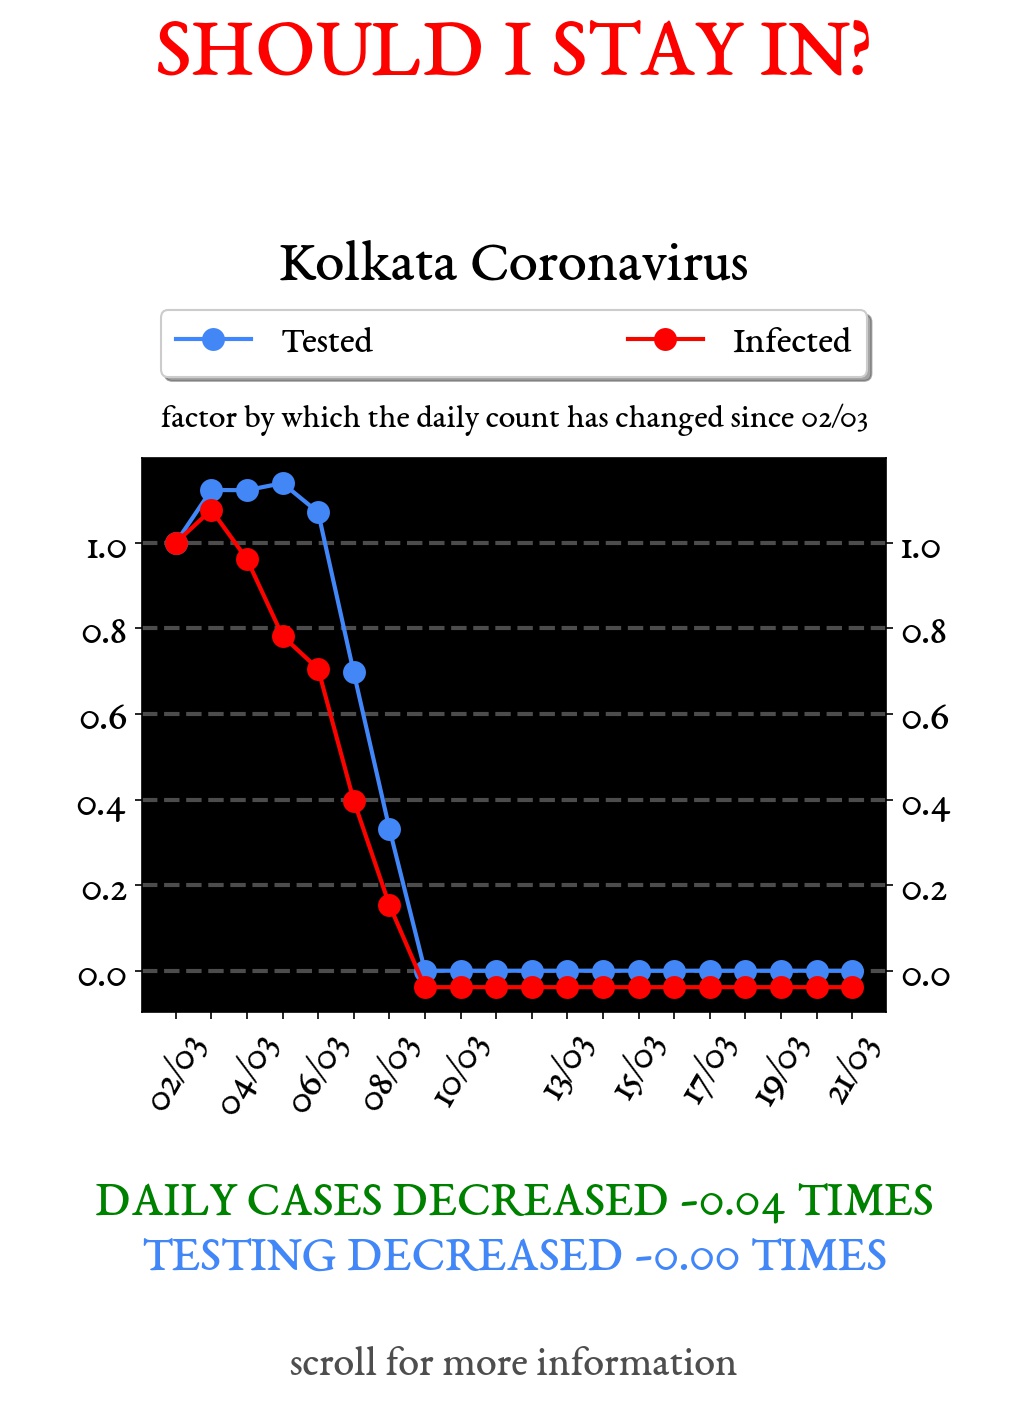 SHOULD I STAY IN?
Kolkata Coronavirus
Tested Infected
factor by which the daily count has changed since 02/03
1.0 1.0
0.8 0.8
0.6 0.6
0.4 0.4
0.2 0.2
0.0 0.0
02/03 04/03 06/03 08/03 10/03 13/03 15/03 17/03 19/03 21/03
DAILY CASES DECREASED -0.04 TIMES
TESTING DECREASED -0.00 TIMES
scroll for more information